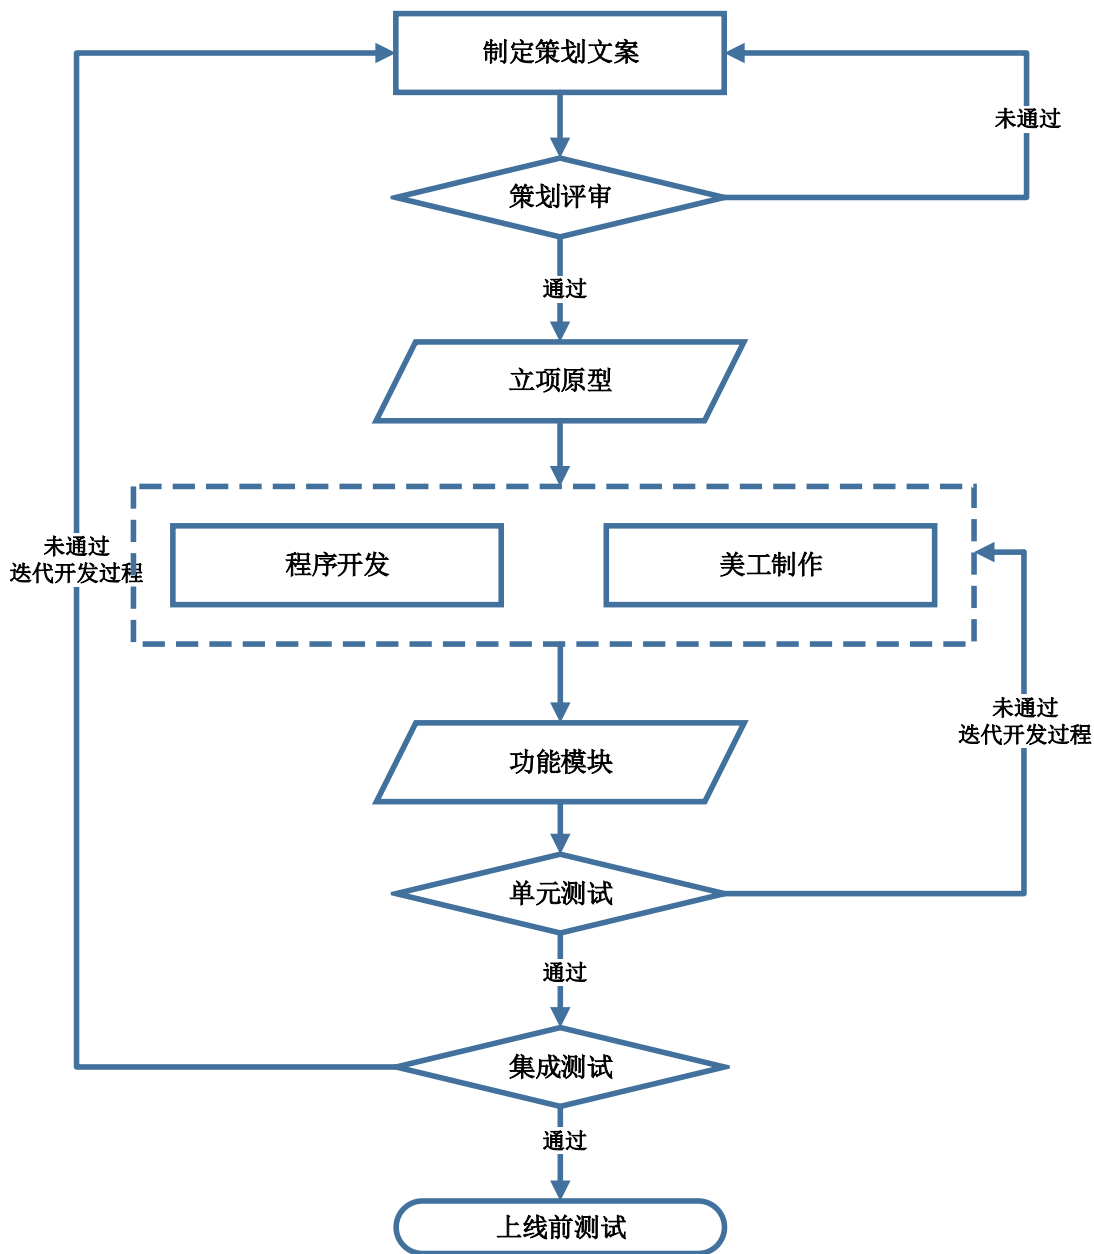 制定策划文案
未通过
策划评审
通过
立项原型
未通过
迭代开发过程
程序开发
美工制作
未通过
迭代开发过程
功能模块
单元测试
通过
集成测试
通过
上线前测试